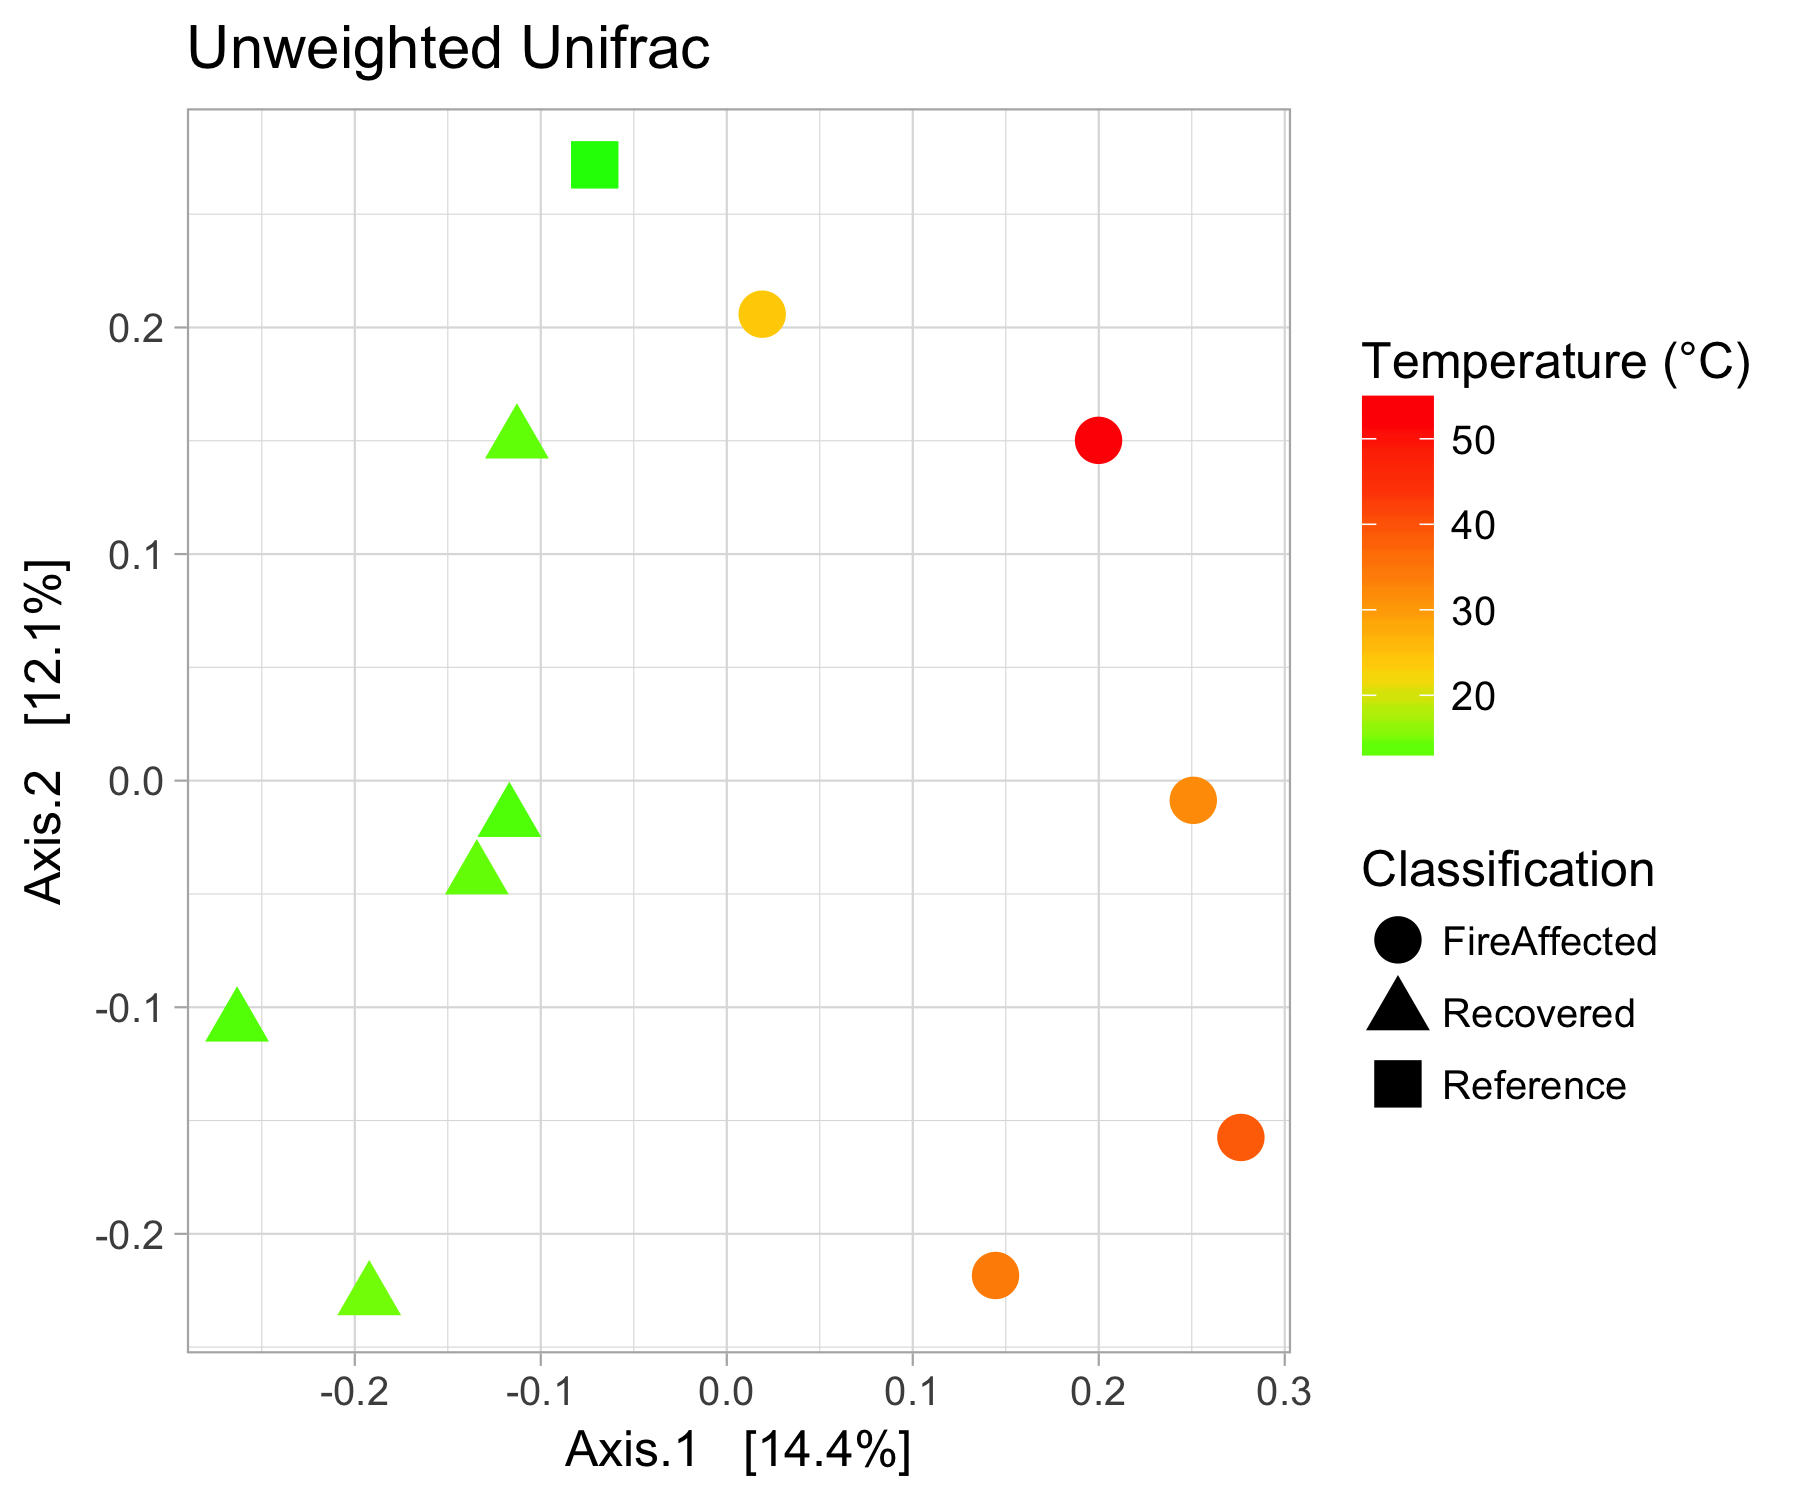 Unweighted Unifrac
0.2
0.1
0.0
-0.1
-0.2
Axis.2 [12.1%]
-0.2 -0.1 0.0 0.1 0.2 0.3
Axis.1 [14.4%]
Temperature (°C)
50
40
30
20
Classification
FireAffected
Recovered
Reference